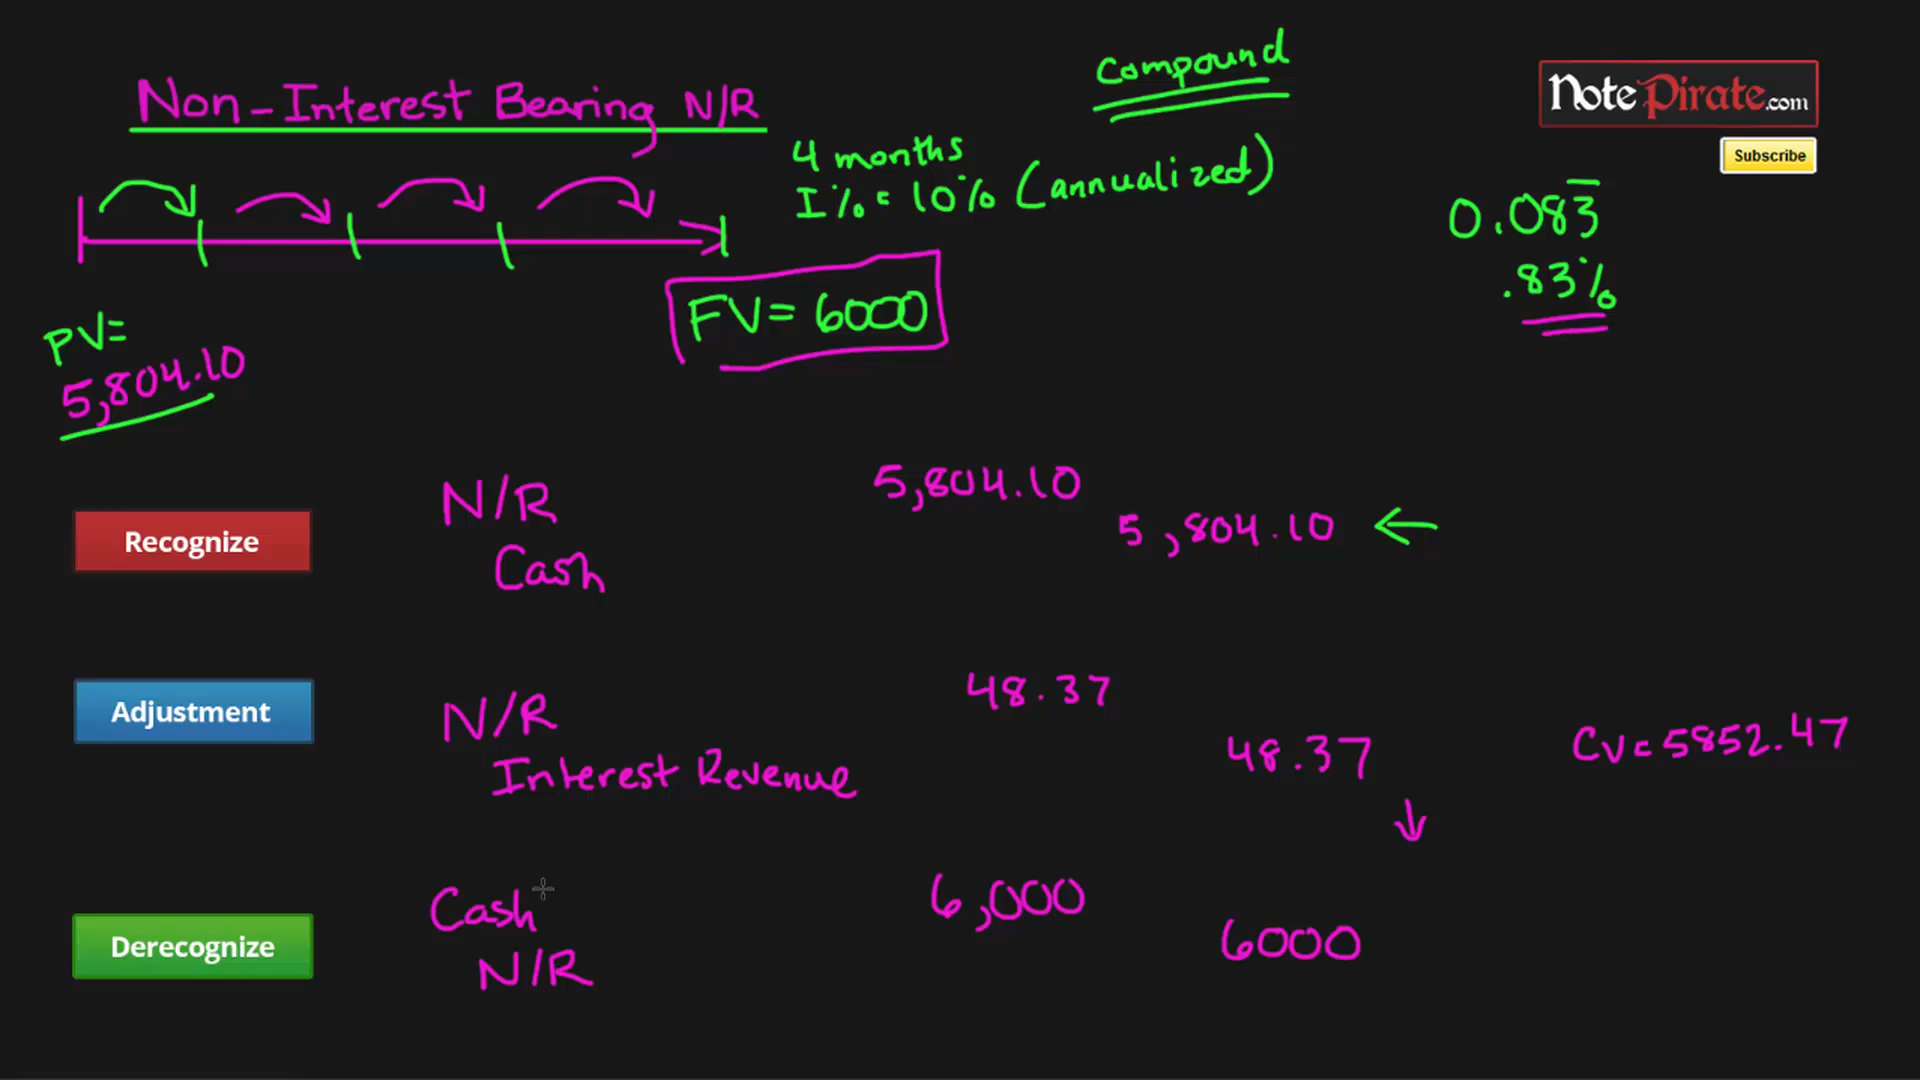 Compound
Non-Interest Bearing N/R
NotePirate.com
Subscribe
4 months
I% = 10% (annualized)
0.083̅
.83%
FV= 6000
PV=
5,804.10
Recognize
N/R 5,804.10
Cash 5,804.10
Adjustment
N/R 48.37
Interest Revenue 48.37
CV= 5852.47
Derecognize
Cash 6,000
N/R 6000